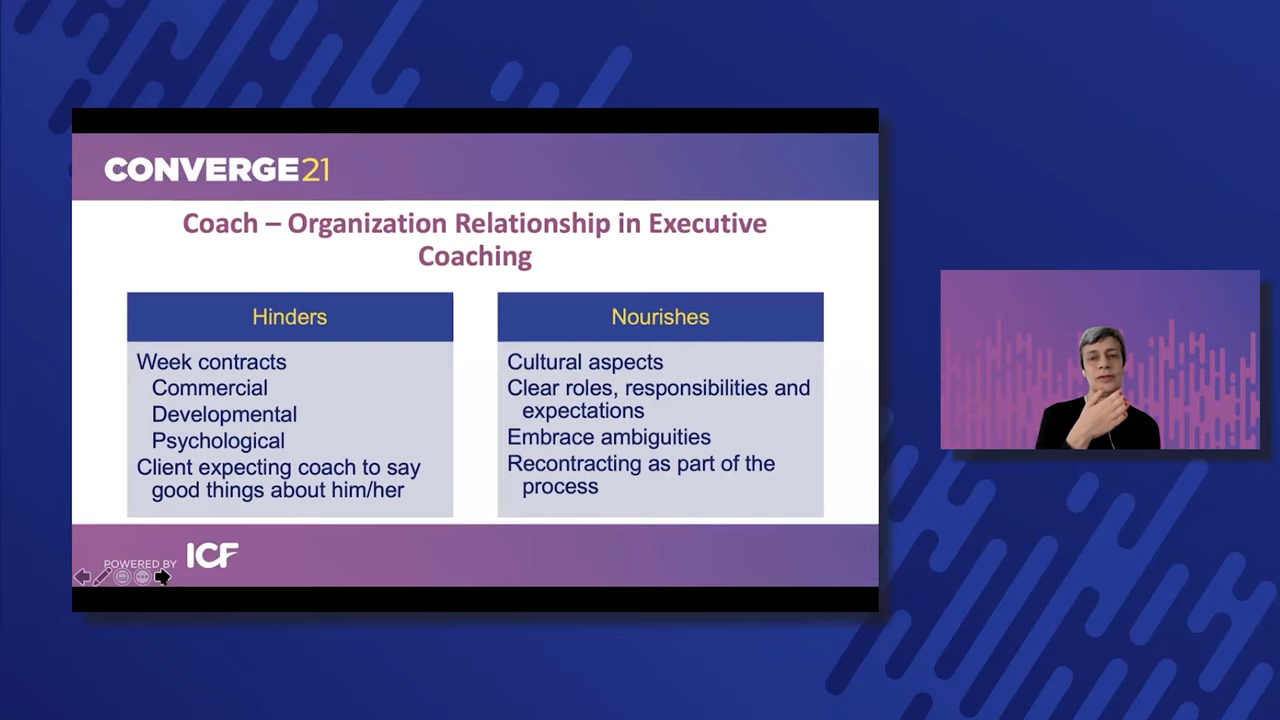 CONVERGE21
Coach – Organization Relationship in Executive
Coaching
Hinders
Week contracts
Commercial
Developmental
Psychological
Client expecting coach to say
good things about him/her
Nourishes
Cultural aspects
Clear roles, responsibilities and
expectations
Embrace ambiguities
Recontracting as part of the
process
POWERED BY ICF